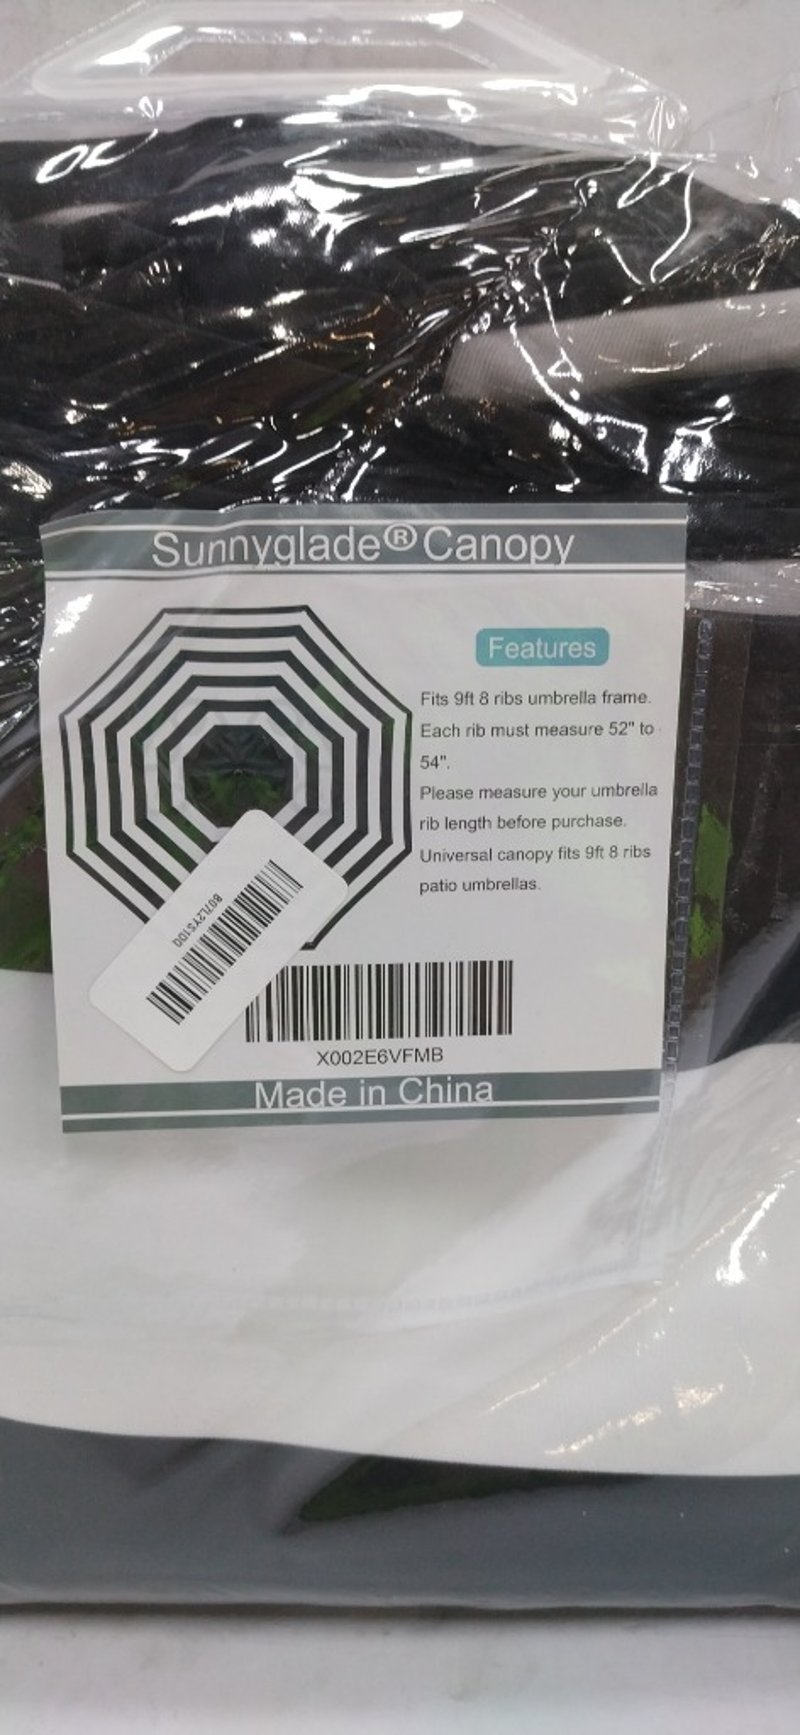 Sunnyglade® Canopy
Features
Fits 9ft 8 ribs umbrella frame.
Each rib must measure 52" to
54".
Please measure your umbrella
rib length before purchase.
Universal canopy fits 9ft 8 ribs
patio umbrellas.
X002E6VFMB
Made in China